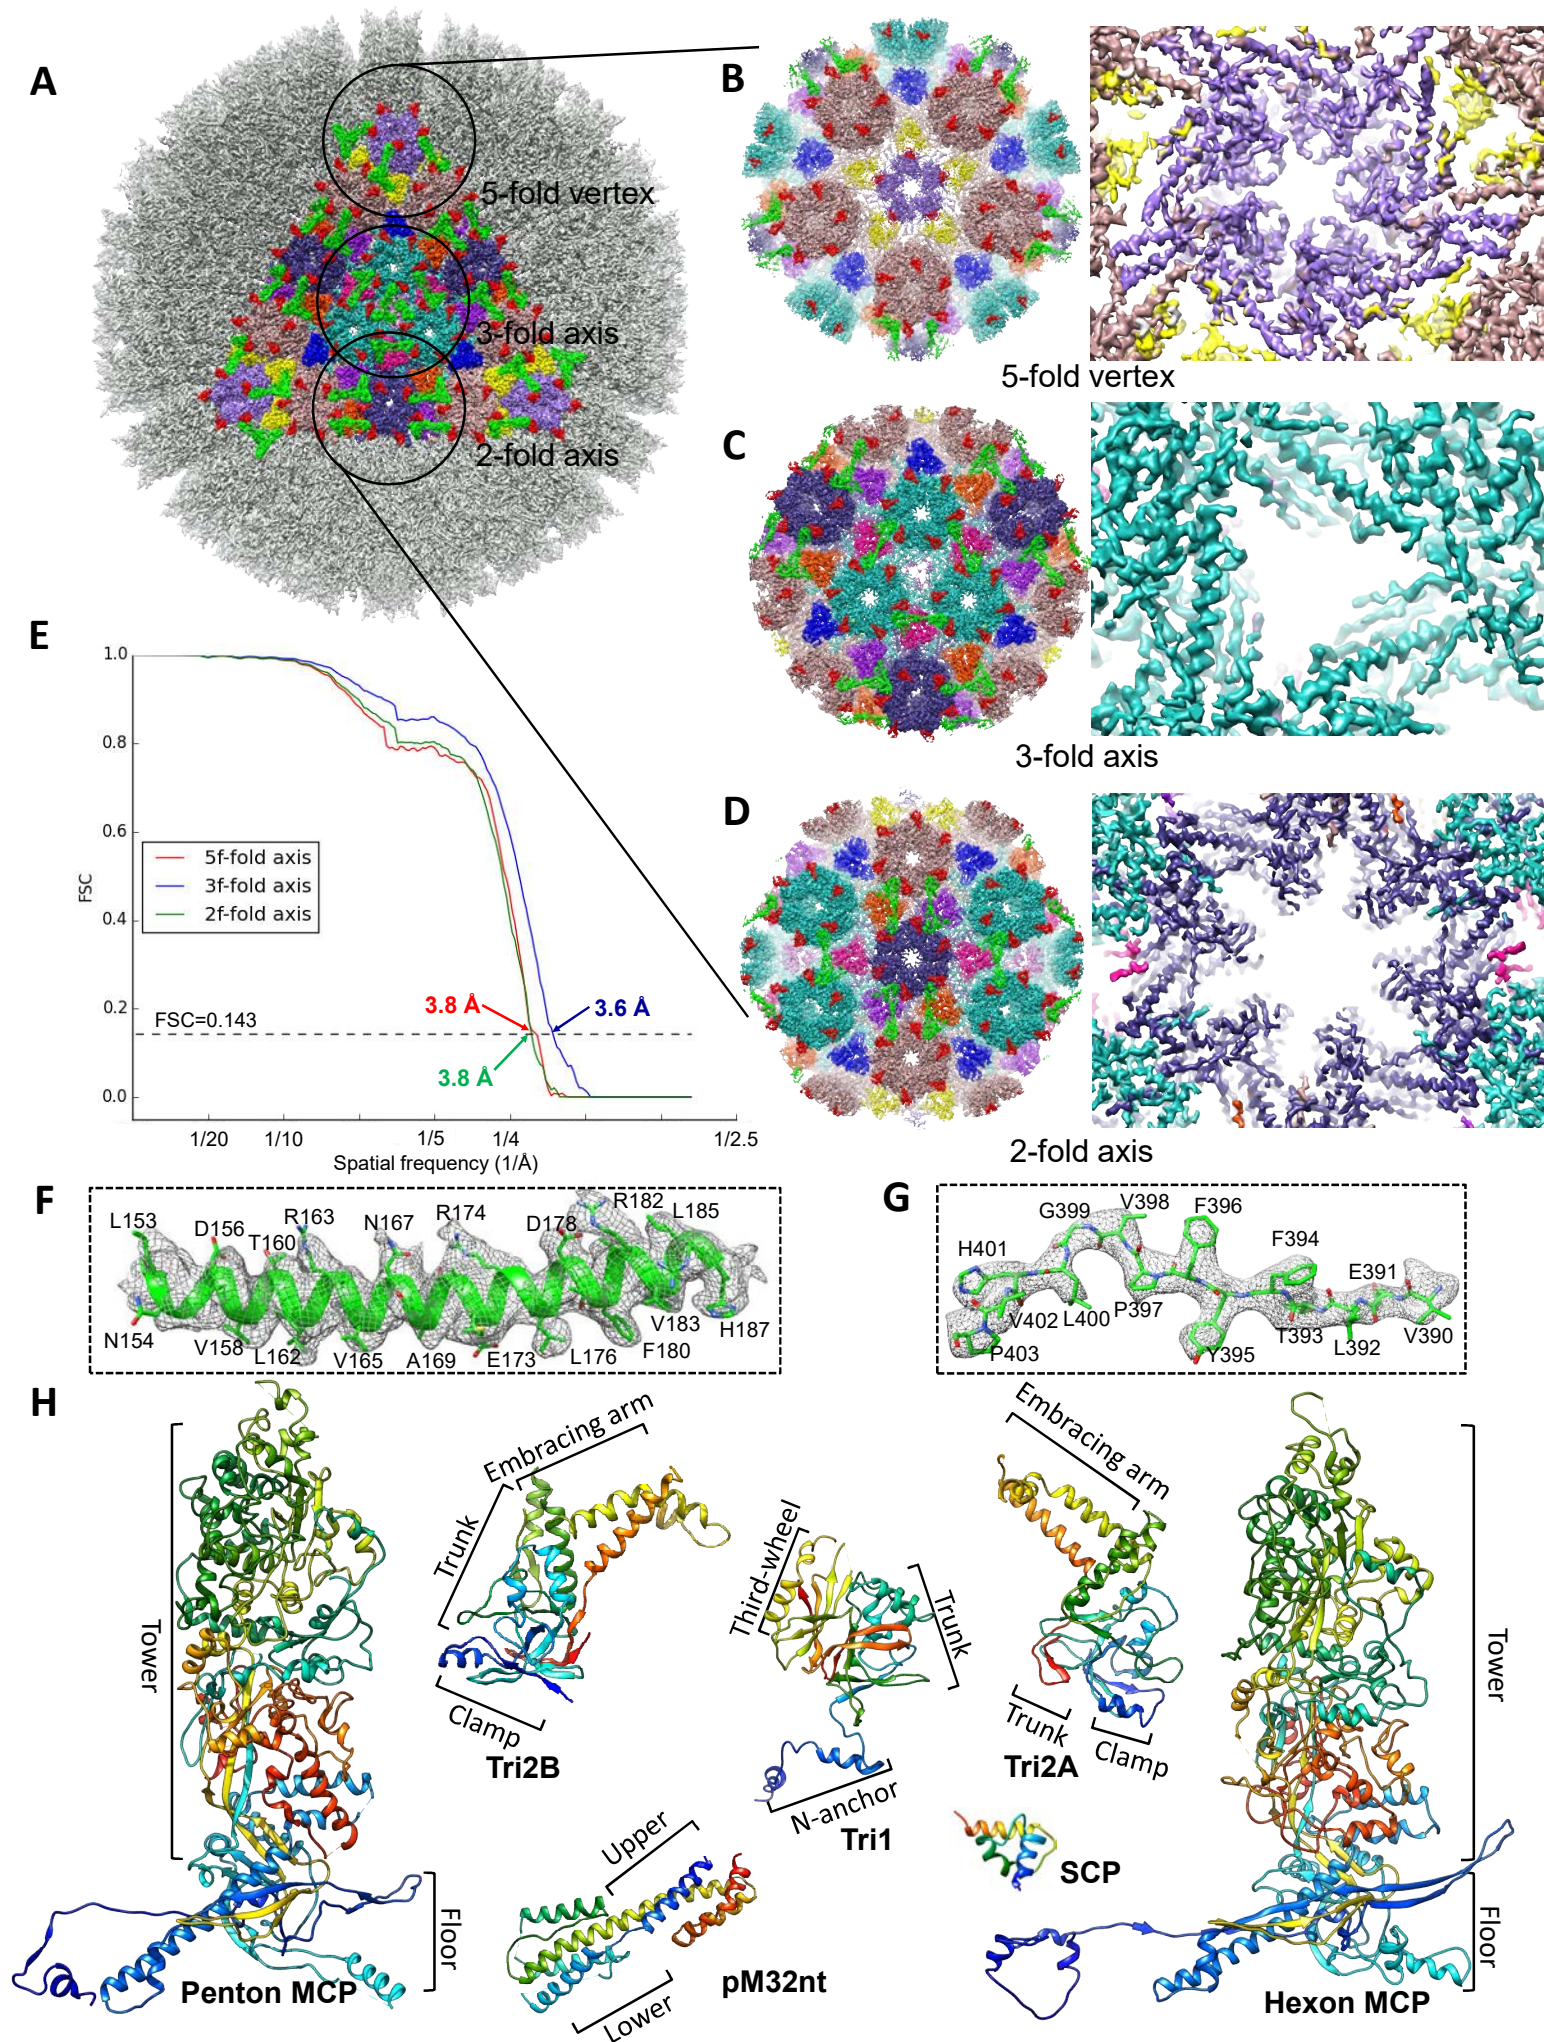 A
5-fold vertex
3-fold axis
2-fold axis
B
5-fold vertex
C
3-fold axis
D
2-fold axis
E
1.0
0.8
0.6
0.4
0.2
0.0
FSC
5f-fold axis
3f-fold axis
2f-fold axis
FSC=0.143
3.8 Å
3.6 Å
3.8 Å
1/20
1/10
1/5
1/4
1/2.5
Spatial frequency (1/Å)
F
L153
D156
T160
R163
N167
R174
D178
R182
L185
N154
V158
L162
V165
A169
E173
L176
F180
V183
H187
G
H401
G399
V398
F396
F394
E391
P403
V402
L400
P397
Y395
T393
L392
V390
H
Tower
Floor
Penton MCP
Embracing arm
Trunk
Clamp
Tri2B
Third-wheel
Trunk
N-anchor
Tri1
Embracing arm
Trunk
Clamp
Tri2A
SCP
Upper
Lower
pM32nt
Tower
Floor
Hexon MCP